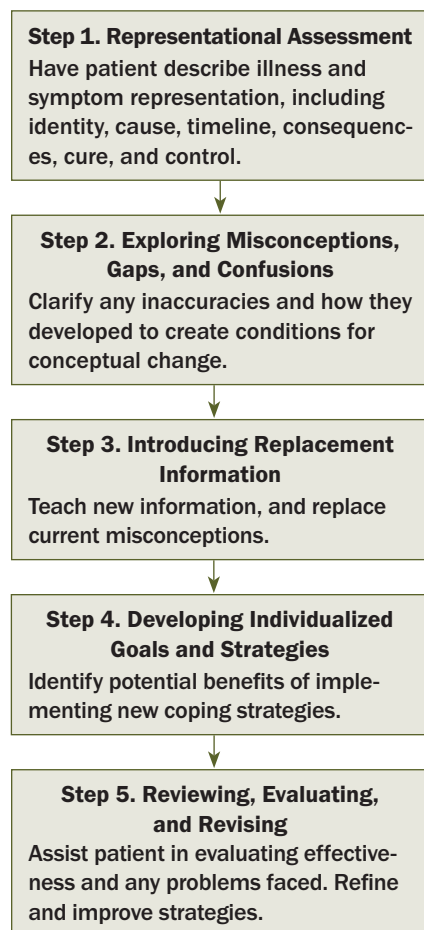 Step 1. Representational Assessment
Have patient describe illness and
symptom representation, including
identity, cause, timeline, consequenc-
es, cure, and control.
Step 2. Exploring Misconceptions,
Gaps, and Confusions
Clarify any inaccuracies and how they
developed to create conditions for
conceptual change.
Step 3. Introducing Replacement
Information
Teach new information, and replace
current misconceptions.
Step 4. Developing Individualized
Goals and Strategies
Identify potential benefits of imple-
menting new coping strategies.
Step 5. Reviewing, Evaluating,
and Revising
Assist patient in evaluating effective-
ness and any problems faced. Refine
and improve strategies.